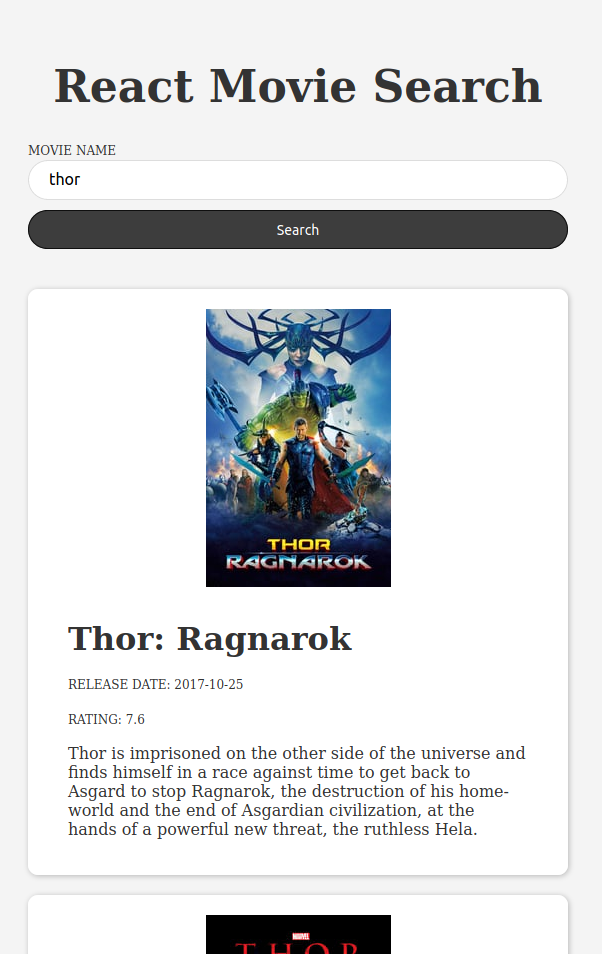 React Movie Search
MOVIE NAME
thor
Search
THOR
RAGNAROK
Thor: Ragnarok
RELEASE DATE: 2017-10-25
RATING: 7.6
Thor is imprisoned on the other side of the universe and
finds himself in a race against time to get back to
Asgard to stop Ragnarok, the destruction of his home-
world and the end of Asgardian civilization, at the
hands of a powerful new threat, the ruthless Hela.
MARVEL
THOR